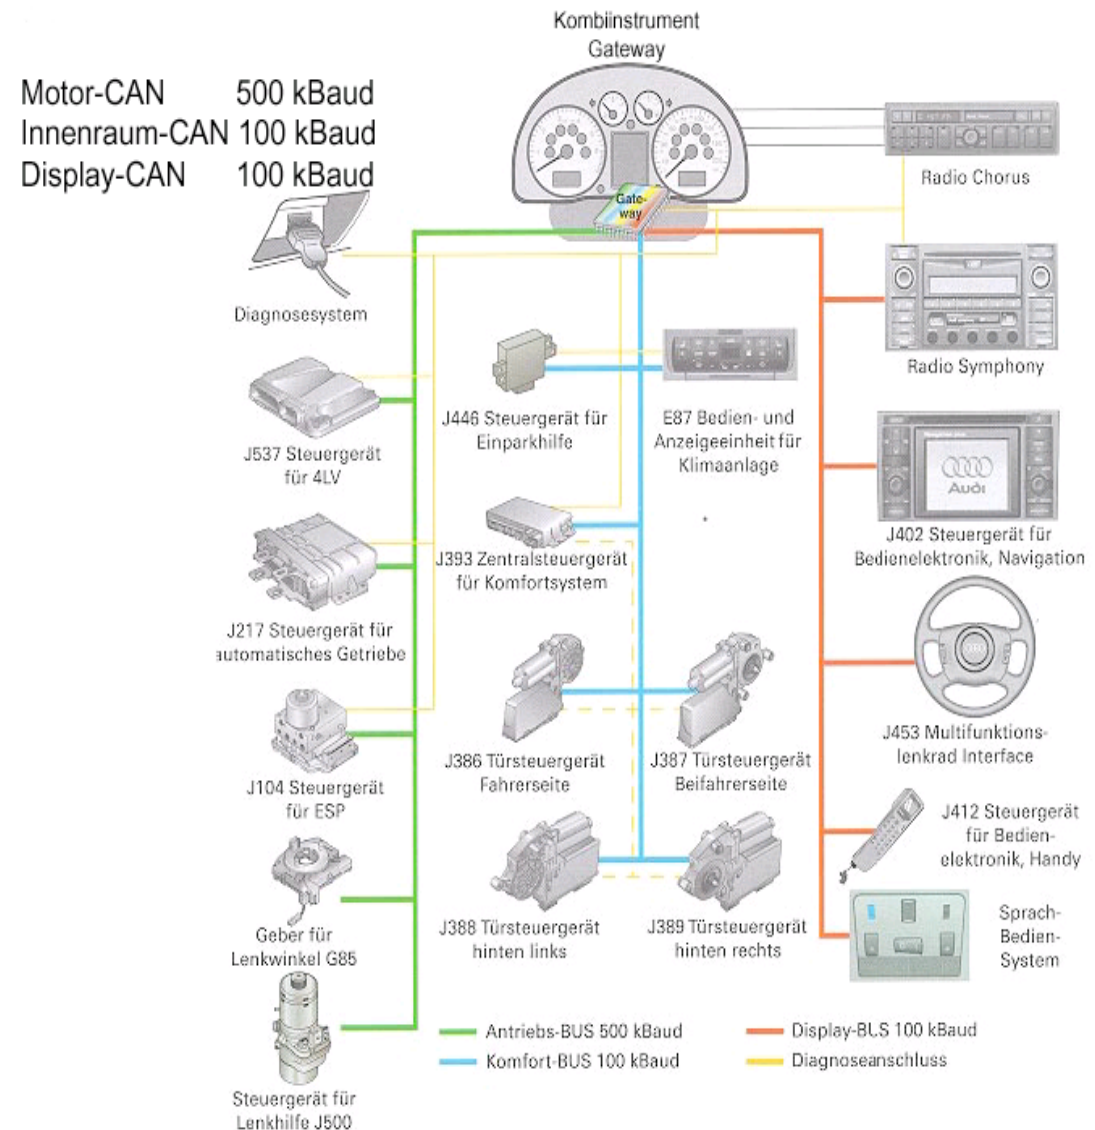 Kombiinstrument
Gateway
Motor-CAN 500 kBaud
Innenraum-CAN 100 kBaud
Display-CAN 100 kBaud
Gate-
way
Radio Chorus
Diagnosesystem
Radio Symphony
J446 Steuergerät für
Einparkhilfe
E87 Bedien- und
Anzeigeeinheit für
Klimaanlage
J537 Steuergerät
für 4LV
Audi
J402 Steuergerät für
Bedienelektronik, Navigation
J393 Zentralsteuergerät
für Komfortsystem
J217 Steuergerät für
automatisches Getriebe
J453 Multifunktions-
lenkrad Interface
J386 Türsteuergerät
Fahrerseite
J387 Türsteuergerät
Beifahrerseite
J104 Steuergerät
für ESP
J412 Steuergerät
für Bedien-
elektronik, Handy
J388 Türsteuergerät
hinten links
J389 Türsteuergerät
hinten rechts
Sprach-
Bedien-
System
Geber für
Lenkwinkel G85
Antriebs-BUS 500 kBaud
Komfort-BUS 100 kBaud
Display-BUS 100 kBaud
Diagnoseanschluss
Steuergerät für
Lenkhilfe J500